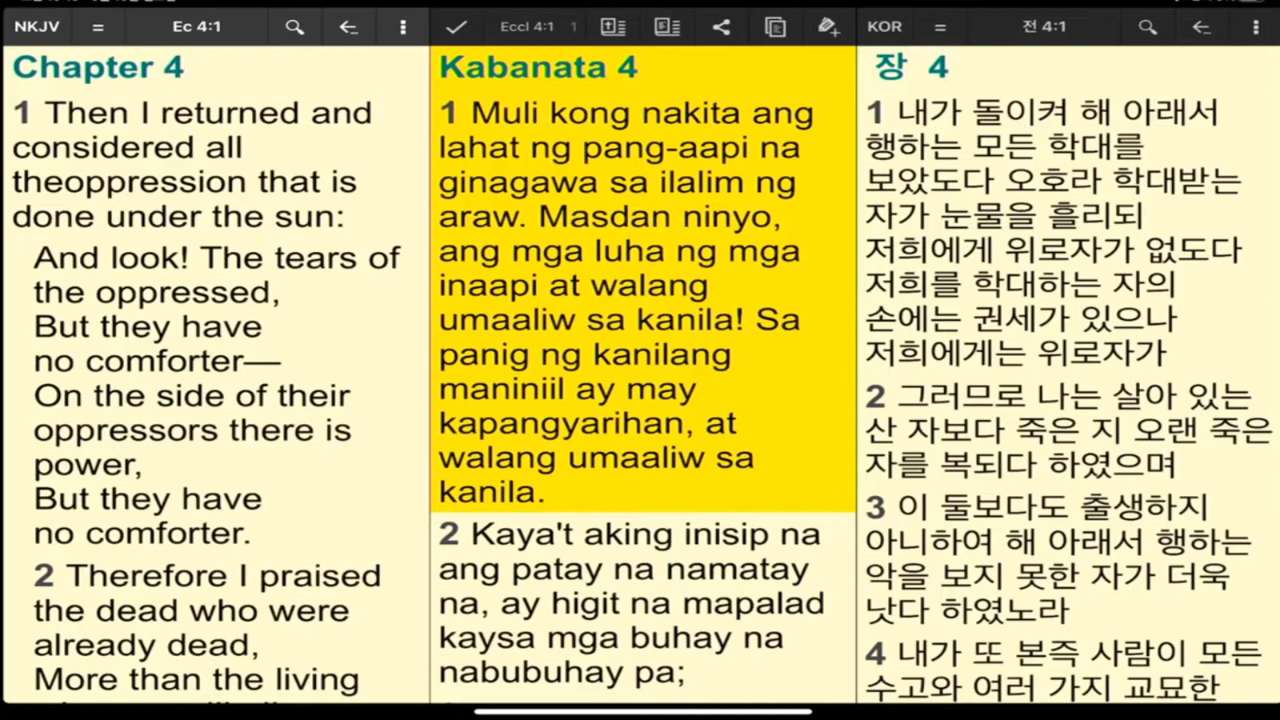 NKJV = Ec 4:1
Chapter 4
1 Then I returned and
considered all
theoppression that is
done under the sun:
And look! The tears of
the oppressed,
But they have
no comforter—
On the side of their
oppressors there is
power,
But they have
no comforter.
2 Therefore I praised
the dead who were
already dead,
More than the living
Eccl 4:1 1
Kabanata 4
1 Muli kong nakita ang
lahat ng pang-aapi na
ginagawa sa ilalim ng
araw. Masdan ninyo,
ang mga luha ng mga
inaapi at walang
umaaliw sa kanila! Sa
panig ng kanilang
maniniil ay may
kapangyarihan, at
walang umaaliw sa
kanila.
2 Kaya't aking inisip na
ang patay na namatay
na, ay higit na mapalad
kaysa mga buhay na
nabubuhay pa;
KOR = 전 4:1
장 4
1 내가 돌이켜 해 아래서
행하는 모든 학대를
보았도다 오호라 학대받는
자가 눈물을 흘리되
저희에게 위로자가 없도다
저희를 학대하는 자의
손에는 권세가 있으나
저희에게는 위로자가
2 그러므로 나는 살아 있는
산 자보다 죽은 지 오랜 죽은
자를 복되다 하였으며
3 이 둘보다도 출생하지
아니하여 해 아래서 행하는
악을 보지 못한 자가 더욱
낫다 하였노라
4 내가 또 본즉 사람이 모든
수고와 여러 가지 교묘한